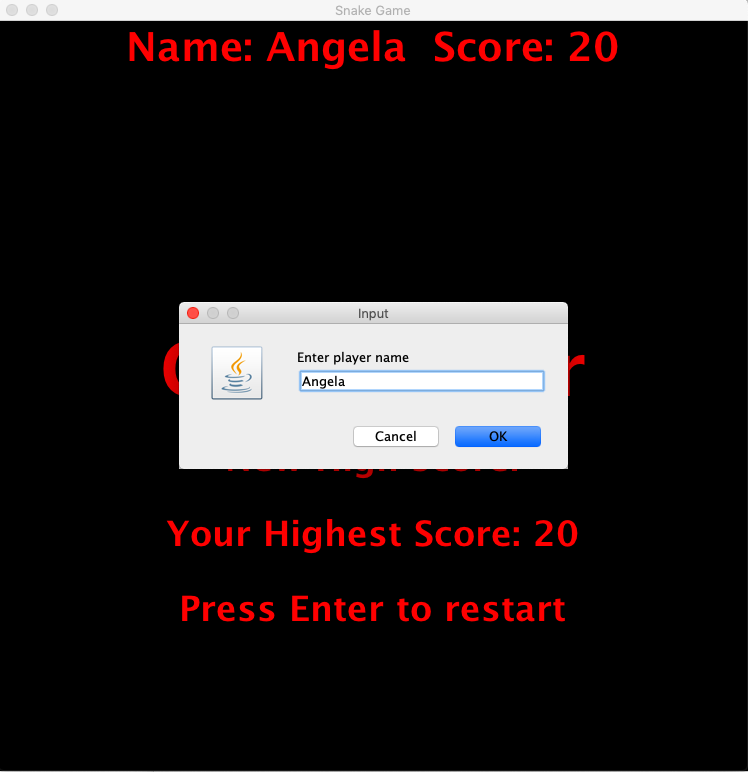 Snake Game
Name: Angela  Score: 20
Input
Enter player name
Angela
Cancel
OK
Your Highest Score: 20
Press Enter to restart